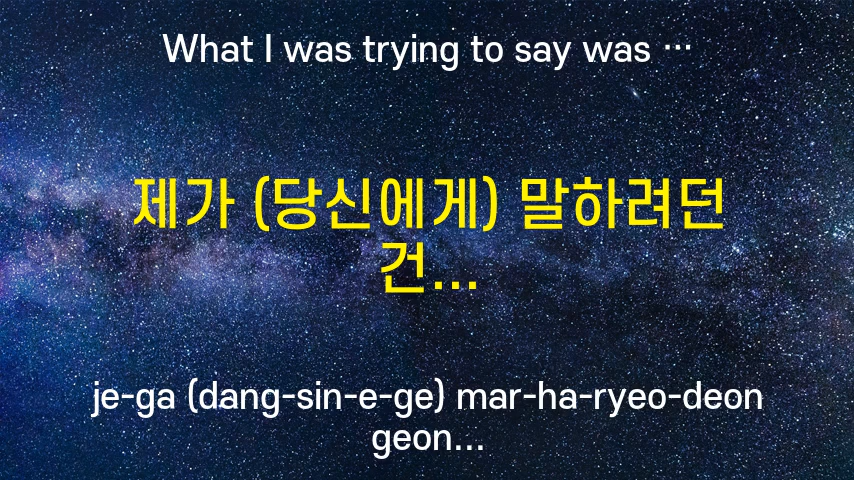 What I was trying to say was …
제가 (당신에게) 말하려던
건...
je-ga (dang-sin-e-ge) mar-ha-ryeo-deon
geon...